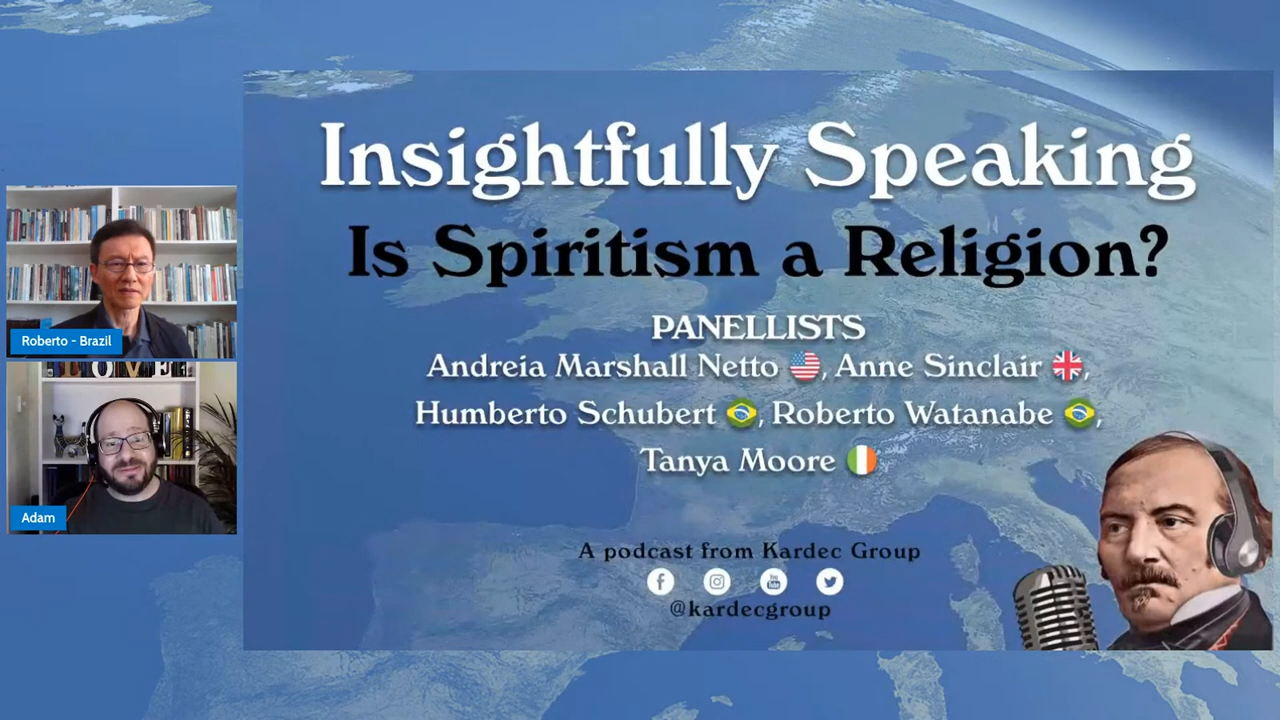 Insightfully Speaking
Is Spiritism a Religion?
PANELLISTS
Andreia Marshall Netto, Anne Sinclair,
Humberto Schubert, Roberto Watanabe,
Tanya Moore
A podcast from Kardec Group
@kardecgroup
Roberto - Brazil
LOVE
Adam